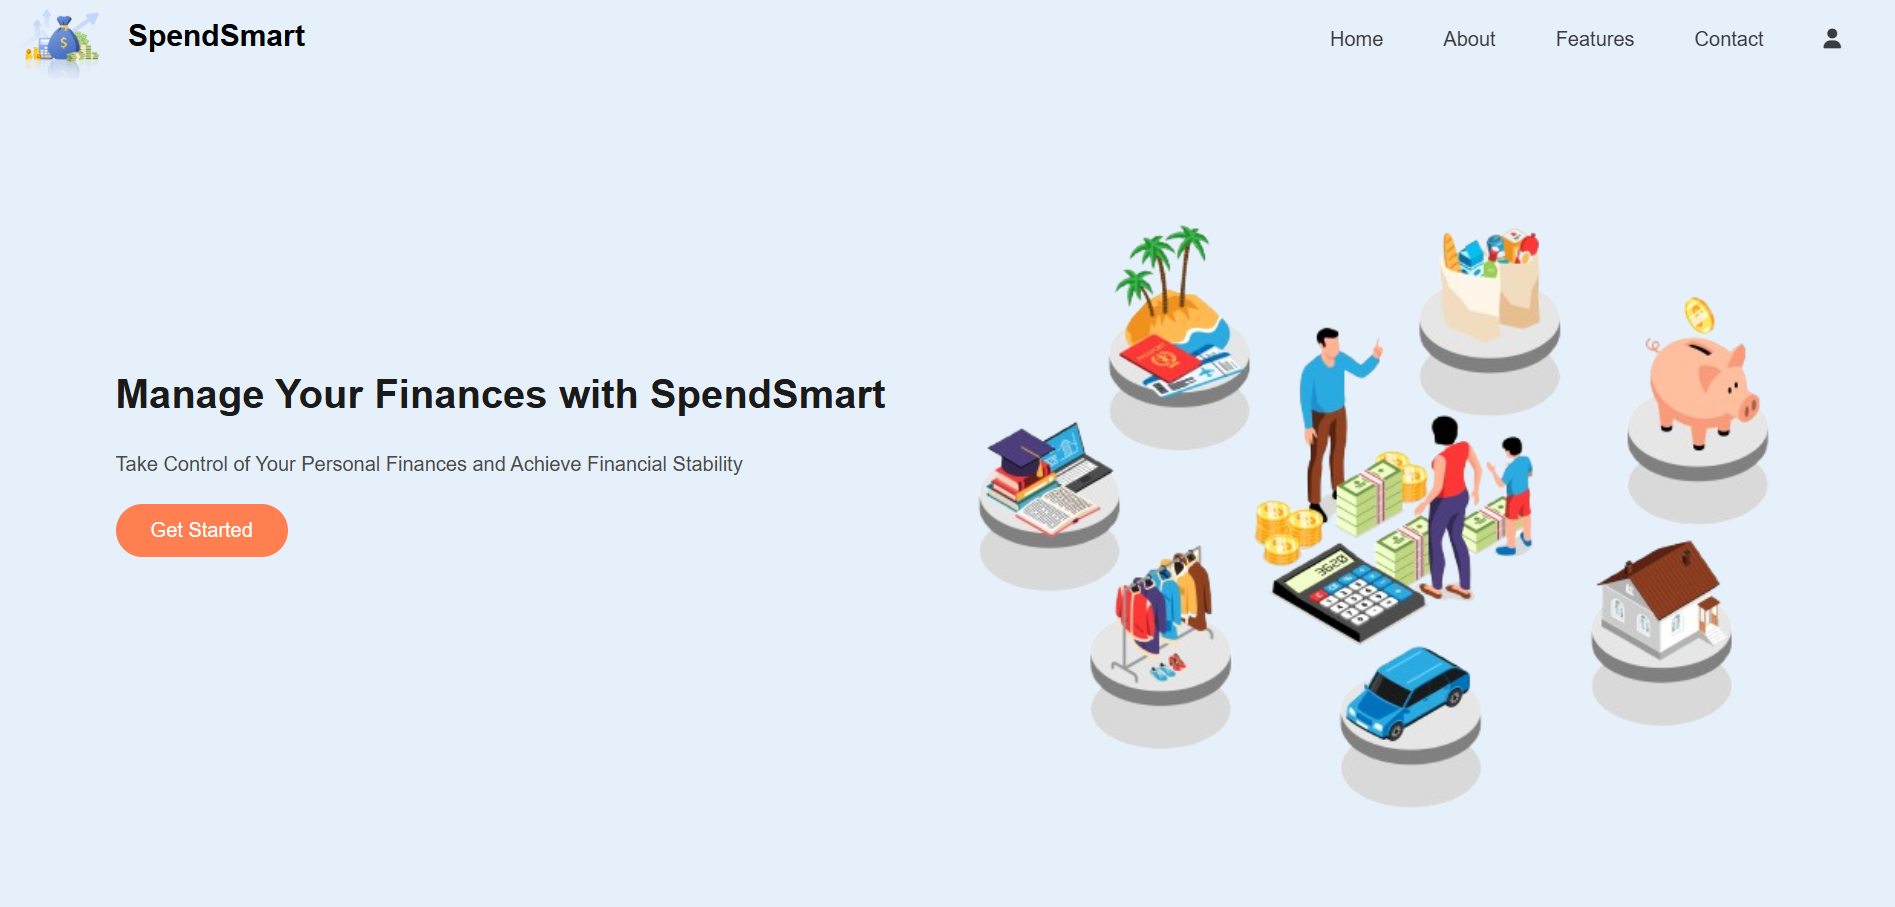 SpendSmart
Home
About
Features
Contact
Manage Your Finances with SpendSmart
Take Control of Your Personal Finances and Achieve Financial Stability
Get Started
PASSPORT
3620